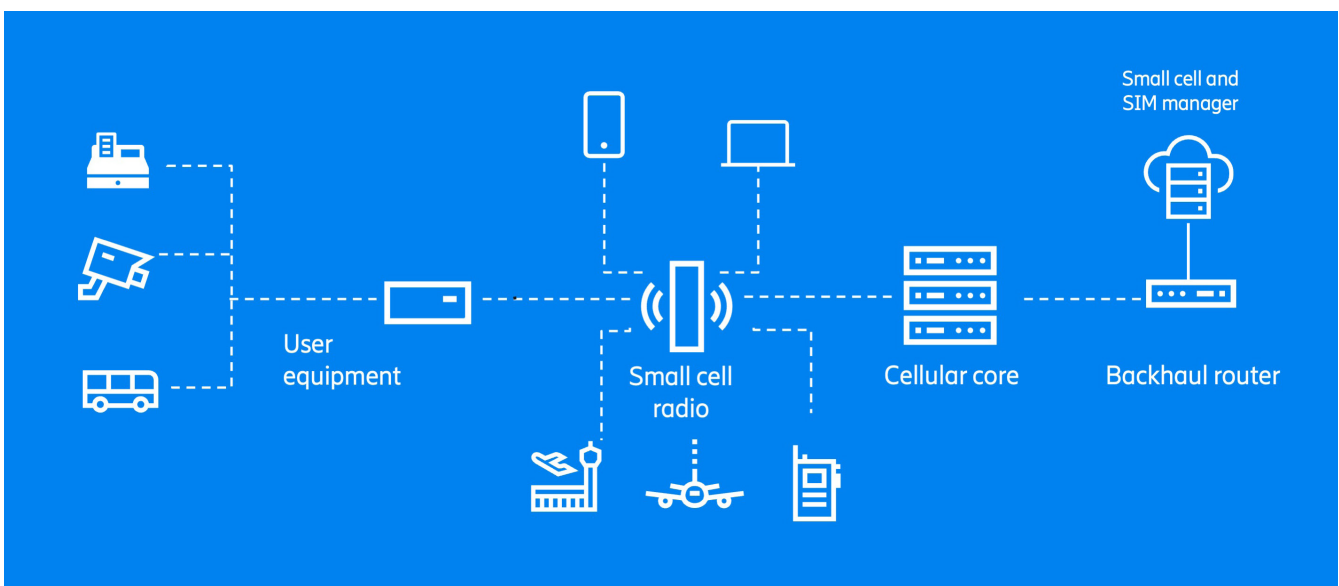 Small cell and
SIM manager
User
equipment
Small cell
radio
Cellular core
Backhaul router